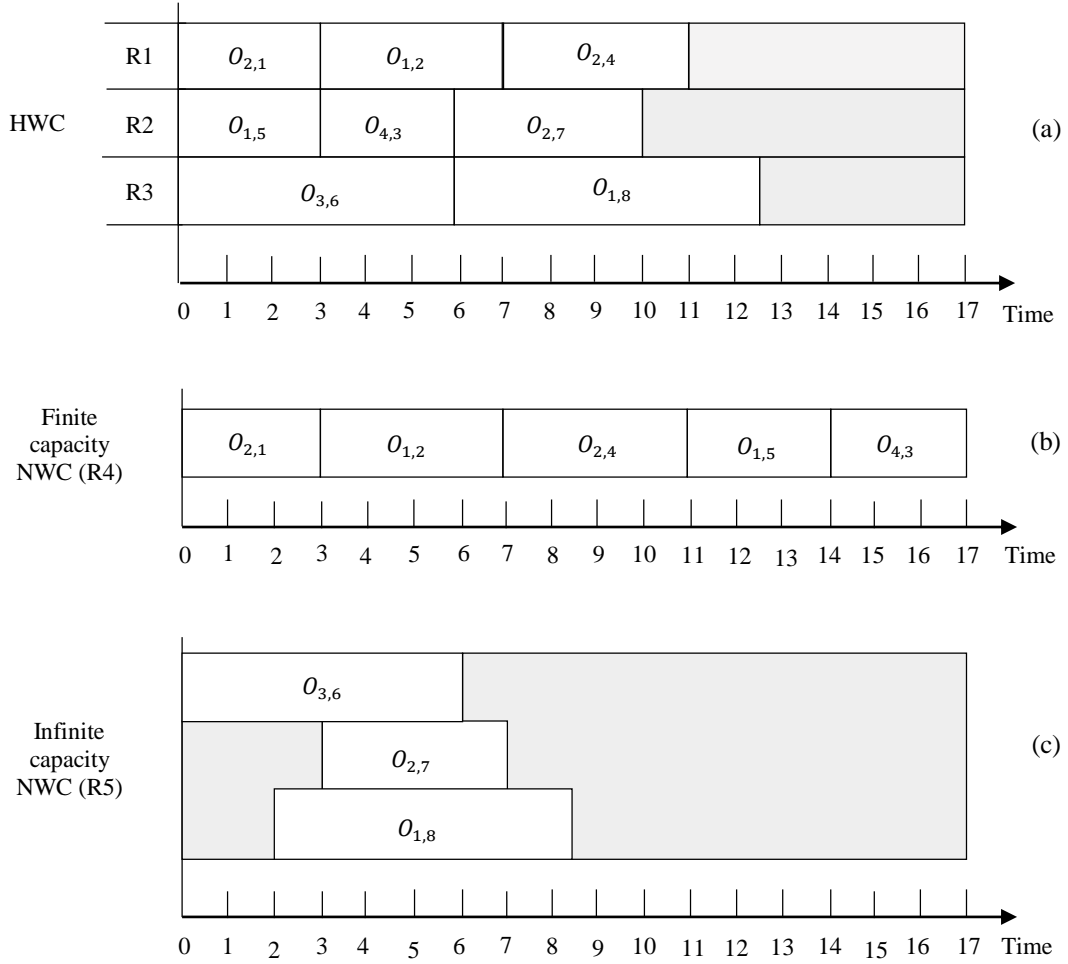 R1 O2,1 O1,2 O2,4
HWC R2 O1,5 O4,3 O2,7 (a)
R3 O3,6 O1,8
0 1 2 3 4 5 6 7 8 9 10 11 12 13 14 15 16 17 Time
Finite
capacity
NWC (R4)
O2,1 O1,2 O2,4 O1,5 O4,3 (b)
0 1 2 3 4 5 6 7 8 9 10 11 12 13 14 15 16 17 Time
Infinite
capacity
NWC (R5)
O3,6
O2,7 (c)
O1,8
0 1 2 3 4 5 6 7 8 9 10 11 12 13 14 15 16 17 Time